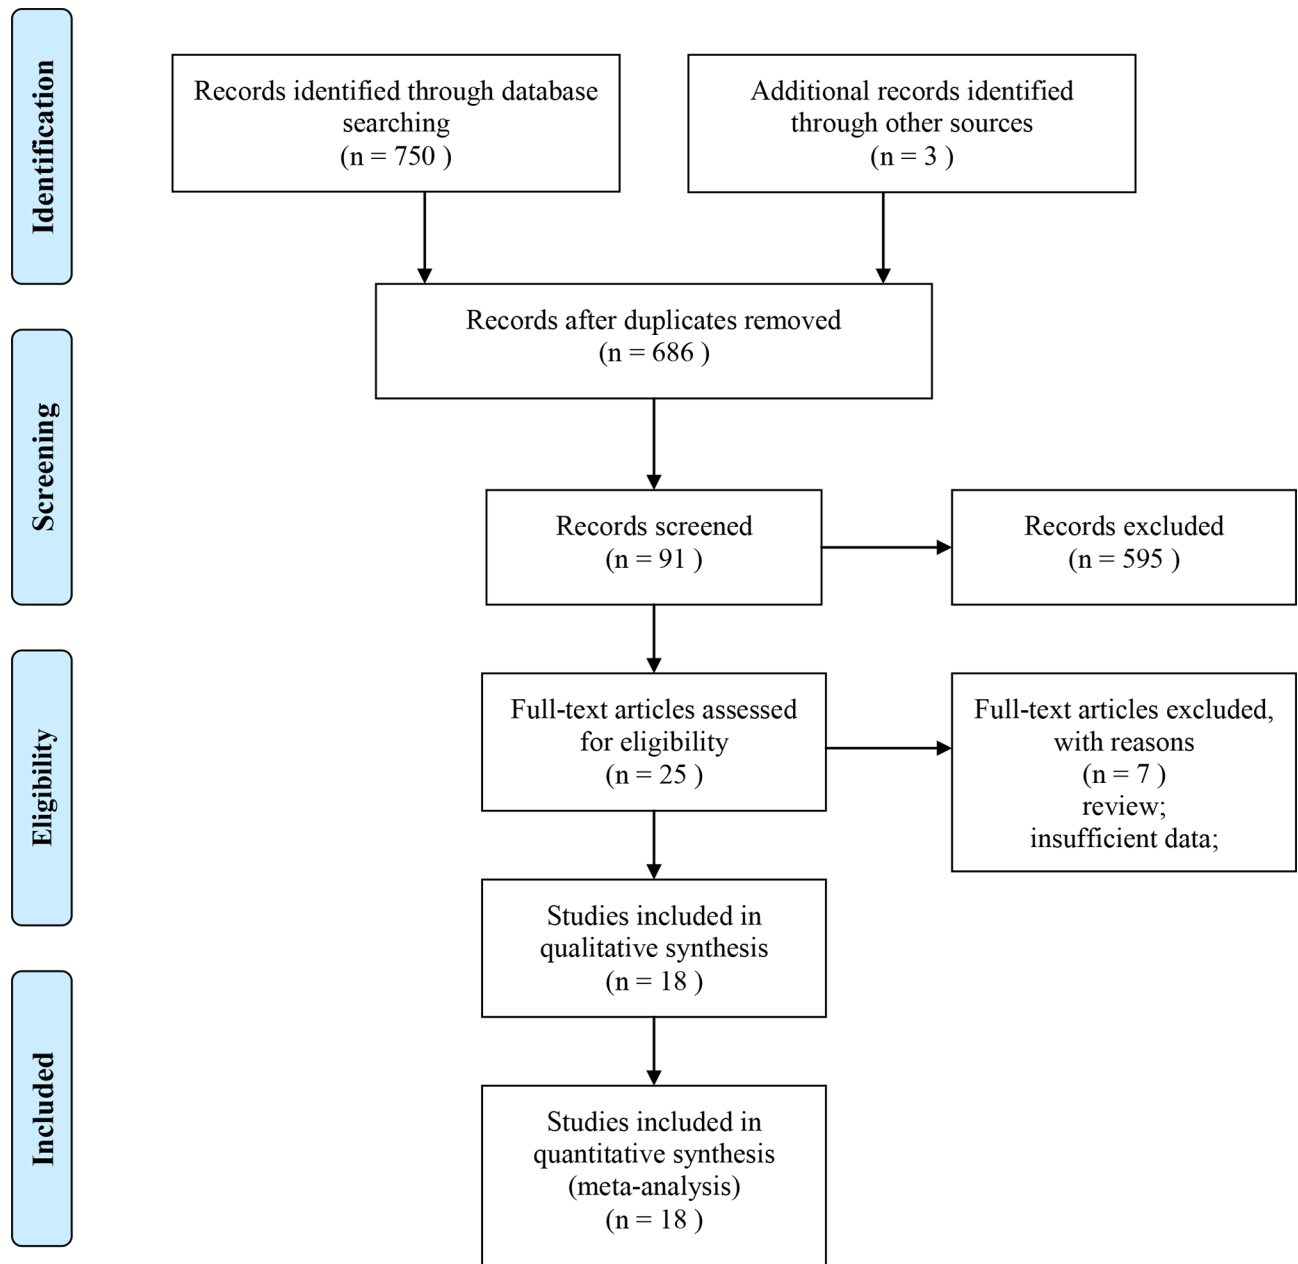 Identification
Records identified through database
searching
(n = 750 )
Additional records identified
through other sources
(n = 3 )
Records after duplicates removed
(n = 686 )
Screening
Records screened
(n = 91 )
Records excluded
(n = 595 )
Eligibility
Full-text articles assessed
for eligibility
(n = 25 )
Full-text articles excluded,
with reasons
(n = 7 )
review;
insufficient data;
Studies included in
qualitative synthesis
(n = 18 )
Included
Studies included in
quantitative synthesis
(meta-analysis)
(n = 18 )